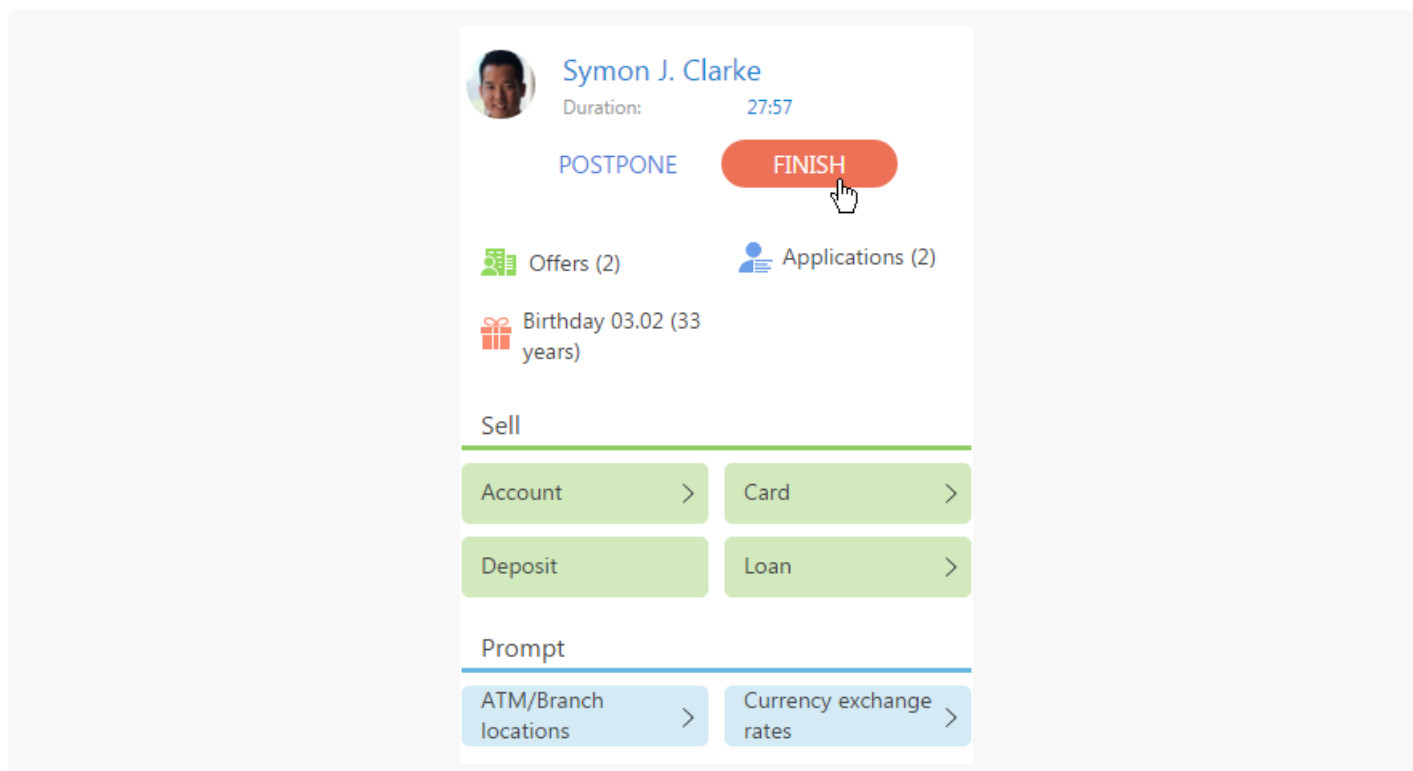 Symon J. Clarke
Duration: 27:57
POSTPONE FINISH
Offers (2) Applications (2)
Birthday 03.02 (33
years)
Sell
Account Card
Deposit Loan
Prompt
ATM/Branch
locations
Currency exchange
rates